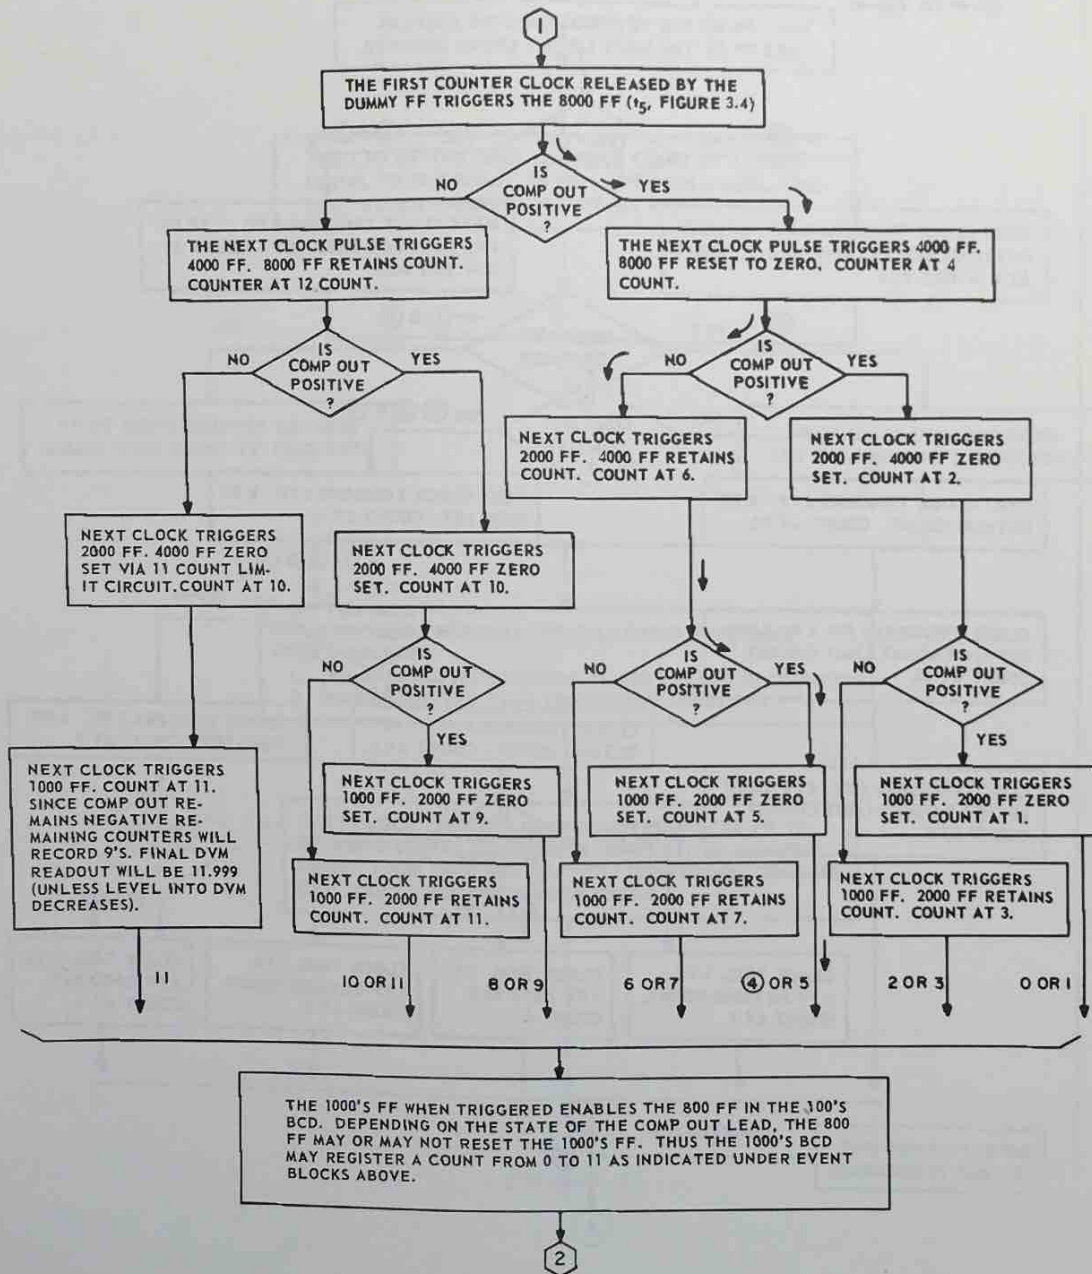 1
THE FIRST COUNTER CLOCK RELEASED BY THE
DUMMY FF TRIGGERS THE 8000 FF (t5, FIGURE 3.4)
IS
COMP OUT
POSITIVE
?
NO
YES
THE NEXT CLOCK PULSE TRIGGERS
4000 FF. 8000 FF RETAINS COUNT.
COUNTER AT 12 COUNT.
THE NEXT CLOCK PULSE TRIGGERS 4000 FF.
8000 FF RESET TO ZERO. COUNTER AT 4
COUNT.
NO
IS
COMP OUT
POSITIVE
?
YES
NO
IS
COMP OUT
POSITIVE
?
YES
NEXT CLOCK TRIGGERS
2000 FF. 4000 FF RETAINS
COUNT. COUNT AT 6.
NEXT CLOCK TRIGGERS
2000 FF. 4000 FF ZERO
SET. COUNT AT 2.
NEXT CLOCK TRIGGERS
2000 FF. 4000 FF ZERO
SET VIA 11 COUNT LIM-
IT CIRCUIT.COUNT AT 10.
NEXT CLOCK TRIGGERS
2000 FF. 4000 FF ZERO
SET. COUNT AT 10.
NO
IS
COMP OUT
POSITIVE
?
YES
NO
IS
COMP OUT
POSITIVE
?
YES
NO
IS
COMP OUT
POSITIVE
?
YES
NEXT CLOCK TRIGGERS
1000 FF. COUNT AT 11.
SINCE COMP OUT RE-
MAINS NEGATIVE RE-
MAINING COUNTERS WILL
RECORD 9'S. FINAL DVM
READOUT WILL BE 11.999
(UNLESS LEVEL INTO DVM
DECREASES).
NEXT CLOCK TRIGGERS
1000 FF. 2000 FF ZERO
SET. COUNT AT 9.
NEXT CLOCK TRIGGERS
1000 FF. 2000 FF ZERO
SET. COUNT AT 5.
NEXT CLOCK TRIGGERS
1000 FF. 2000 FF ZERO
SET. COUNT AT 1.
NEXT CLOCK TRIGGERS
1000 FF. 2000 FF RETAINS
COUNT. COUNT AT 11.
NEXT CLOCK TRIGGERS
1000 FF. 2000 FF RETAINS
COUNT. COUNT AT 7.
NEXT CLOCK TRIGGERS
1000 FF. 2000 FF RETAINS
COUNT. COUNT AT 3.
11
10 OR 11
8 OR 9
6 OR 7
4 OR 5
2 OR 3
0 OR 1
THE 1000'S FF WHEN TRIGGERED ENABLES THE 800 FF IN THE 100'S
BCD. DEPENDING ON THE STATE OF THE COMP OUT LEAD, THE 800
FF MAY OR MAY NOT RESET THE 1000'S FF. THUS THE 1000'S BCD
MAY REGISTER A COUNT FROM 0 TO 11 AS INDICATED UNDER EVENT
BLOCKS ABOVE.
2